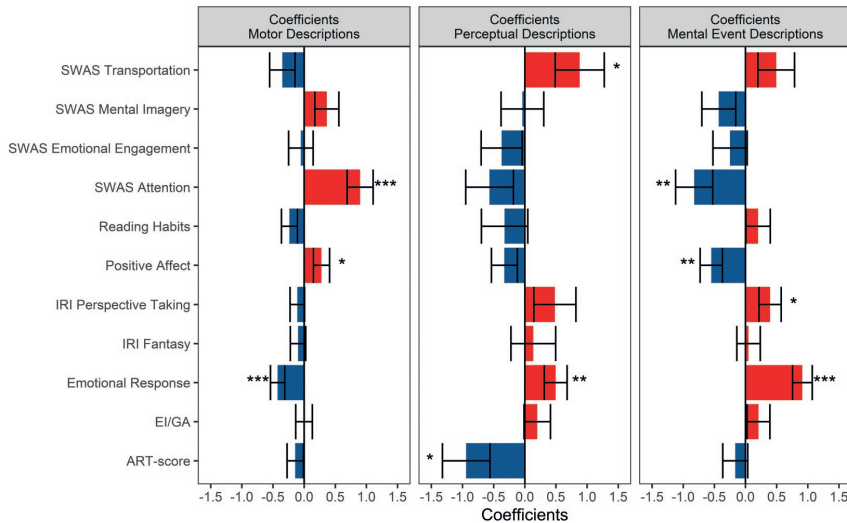 Coefficients
Motor Descriptions
Coefficients
Perceptual Descriptions
Coefficients
Mental Event Descriptions
SWAS Transportation
*
SWAS Mental Imagery
SWAS Emotional Engagement
SWAS Attention
***
**
Reading Habits
Positive Affect
*
**
IRI Perspective Taking
*
IRI Fantasy
Emotional Response
***
**
***
EI/GA
ART-score
*
-1.5 -1.0 -0.5 0.0 0.5 1.0 1.5
-1.5 -1.0 -0.5 0.0 0.5 1.0 1.5
-1.5 -1.0 -0.5 0.0 0.5 1.0 1.5
Coefficients